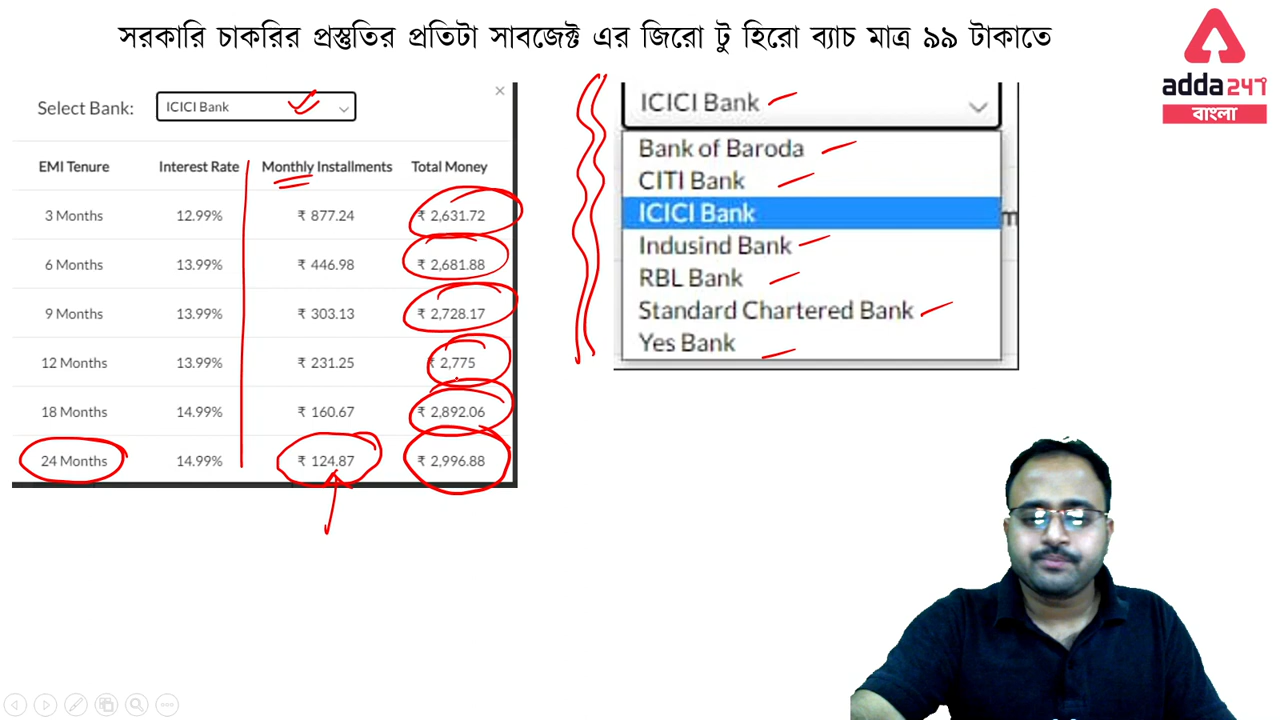 সরকারি চাকরির প্রস্তুতির প্রতিটা সাবজেক্ট এর জিরো টু হিরো ব্যাচ মাত্র ৯৯ টাকাতে
adda247
বাংলা
Select Bank: ICICI Bank
EMI Tenure Interest Rate Monthly Installments Total Money
3 Months 12.99% ₹ 877.24 ₹ 2,631.72
6 Months 13.99% ₹ 446.98 ₹ 2,681.88
9 Months 13.99% ₹ 303.13 ₹ 2,728.17
12 Months 13.99% ₹ 231.25 ₹ 2,775
18 Months 14.99% ₹ 160.67 ₹ 2,892.06
24 Months 14.99% ₹ 124.87 ₹ 2,996.88
ICICI Bank
Bank of Baroda
CITI Bank
ICICI Bank
Indusind Bank
RBL Bank
Standard Chartered Bank
Yes Bank